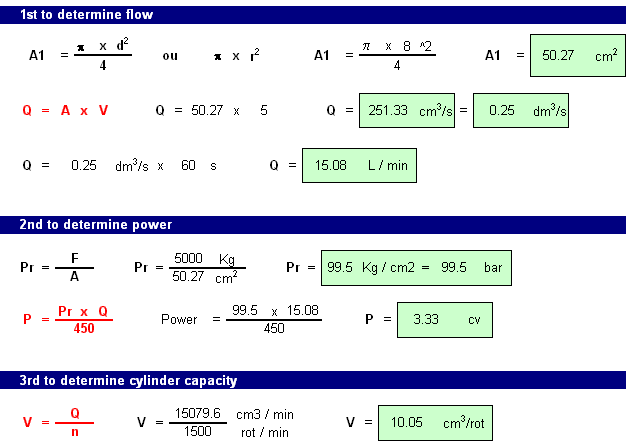 1st to determine flow
A1 = π x d² / 4 ou π x r² A1 = π x 8 ^2 / 4 A1 = 50.27 cm²
Q = A x V Q = 50.27 x 5 Q = 251.33 cm³/s = 0.25 dm³/s
Q = 0.25 dm³/s x 60 s Q = 15.08 L / min
2nd to determine power
Pr = F / A Pr = 5000 Kg / 50.27 cm² Pr = 99.5 Kg / cm2 = 99.5 bar
P = Pr x Q / 450 Power = 99.5 x 15.08 / 450 P = 3.33 cv
3rd to determine cylinder capacity
V = Q / n V = 15079.6 cm3 / min / 1500 rot / min V = 10.05 cm³/rot